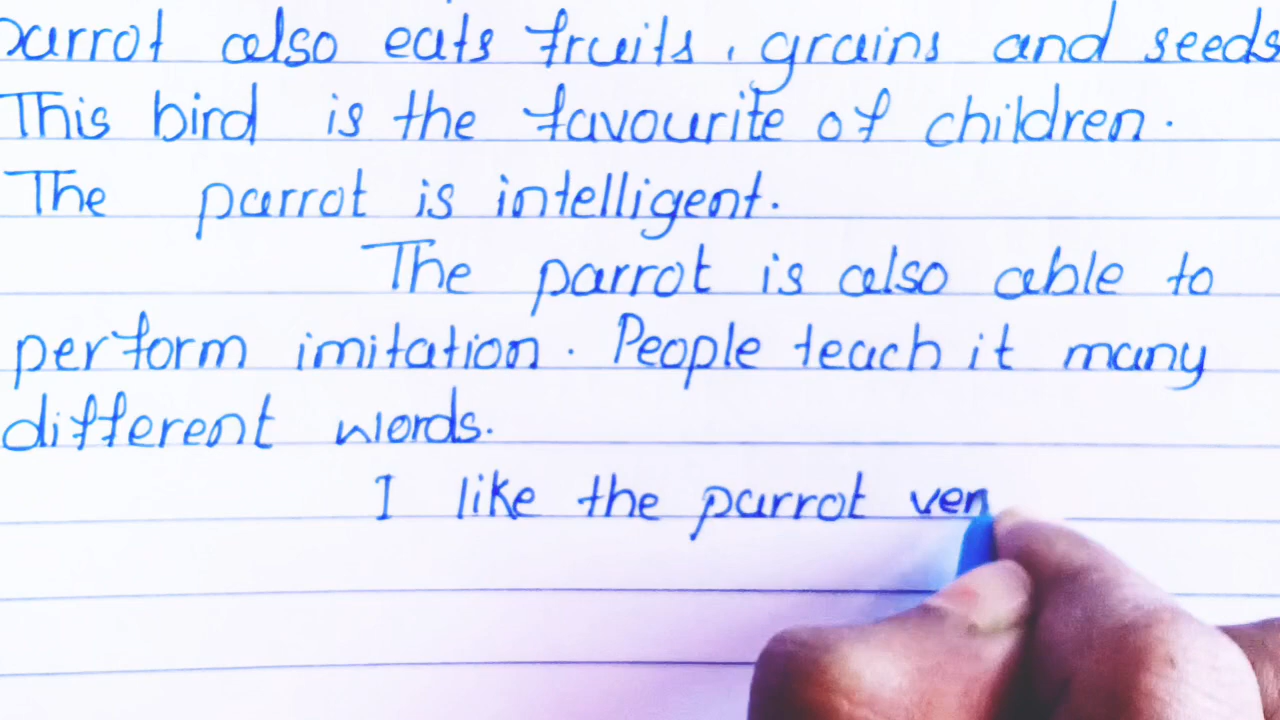 parrot also eats fruits, grains and seeds
This bird is the favourite of children.
The parrot is intelligent.
The parrot is also able to
perform imitation. People teach it many
different words.
I like the parrot